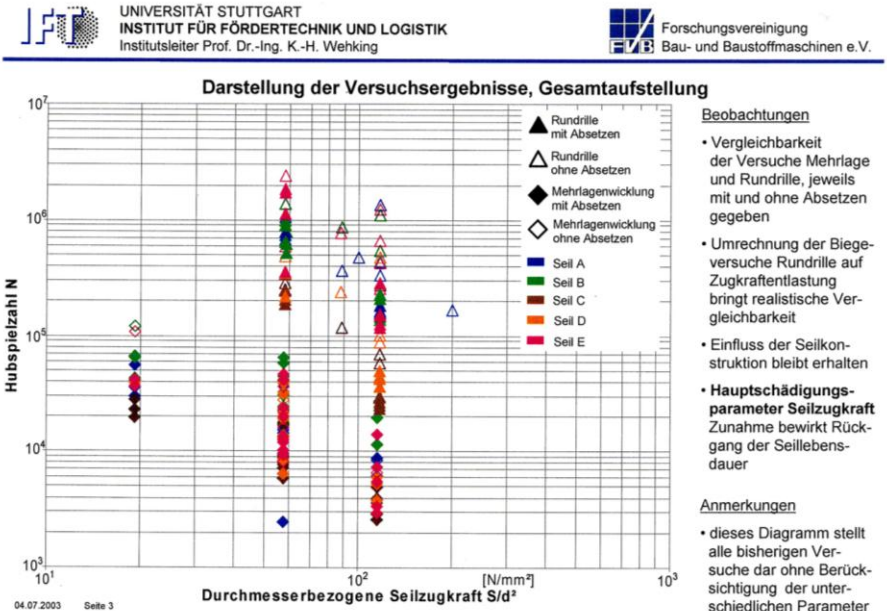 IFT
UNIVERSITÄT STUTTGART
INSTITUT FÜR FÖRDERTECHNIK UND LOGISTIK
Institutsleiter Prof. Dr.-Ing. K.-H. Wehking
FVB
Forschungsvereinigung
Bau- und Baustoffmaschinen e.V.
Darstellung der Versuchsergebnisse, Gesamtaufstellung
10⁷
10⁶
10⁵
10⁴
10³
Hubspielzahl N
Rundrille
mit Absetzen
Rundrille
ohne Absetzen
Mehrlagenwicklung
mit Absetzen
Mehrlagenwicklung
ohne Absetzen
Seil A
Seil B
Seil C
Seil D
Seil E
10¹
10²
[N/mm²]
10³
Durchmesserbezogene Seilzugkraft S/d²
Beobachtungen
• Vergleichbarkeit
der Versuche Mehrlage
und Rundrille, jeweils
mit und ohne Absetzen
gegeben
• Umrechnung der Biege-
versuche Rundrille auf
Zugkraftentlastung
bringt realistische Ver-
gleichbarkeit
• Einfluss der Seilkon-
struktion bleibt erhalten
• Hauptschädigungs-
parameter Seilzugkraft
Zunahme bewirkt Rück-
gang der Seillebens-
dauer
Anmerkungen
• dieses Diagramm stellt
alle bisherigen Ver-
suche dar ohne Berück-
sichtigung der unter-
schiedlichen Parameter
04.07.2003 Seite 3